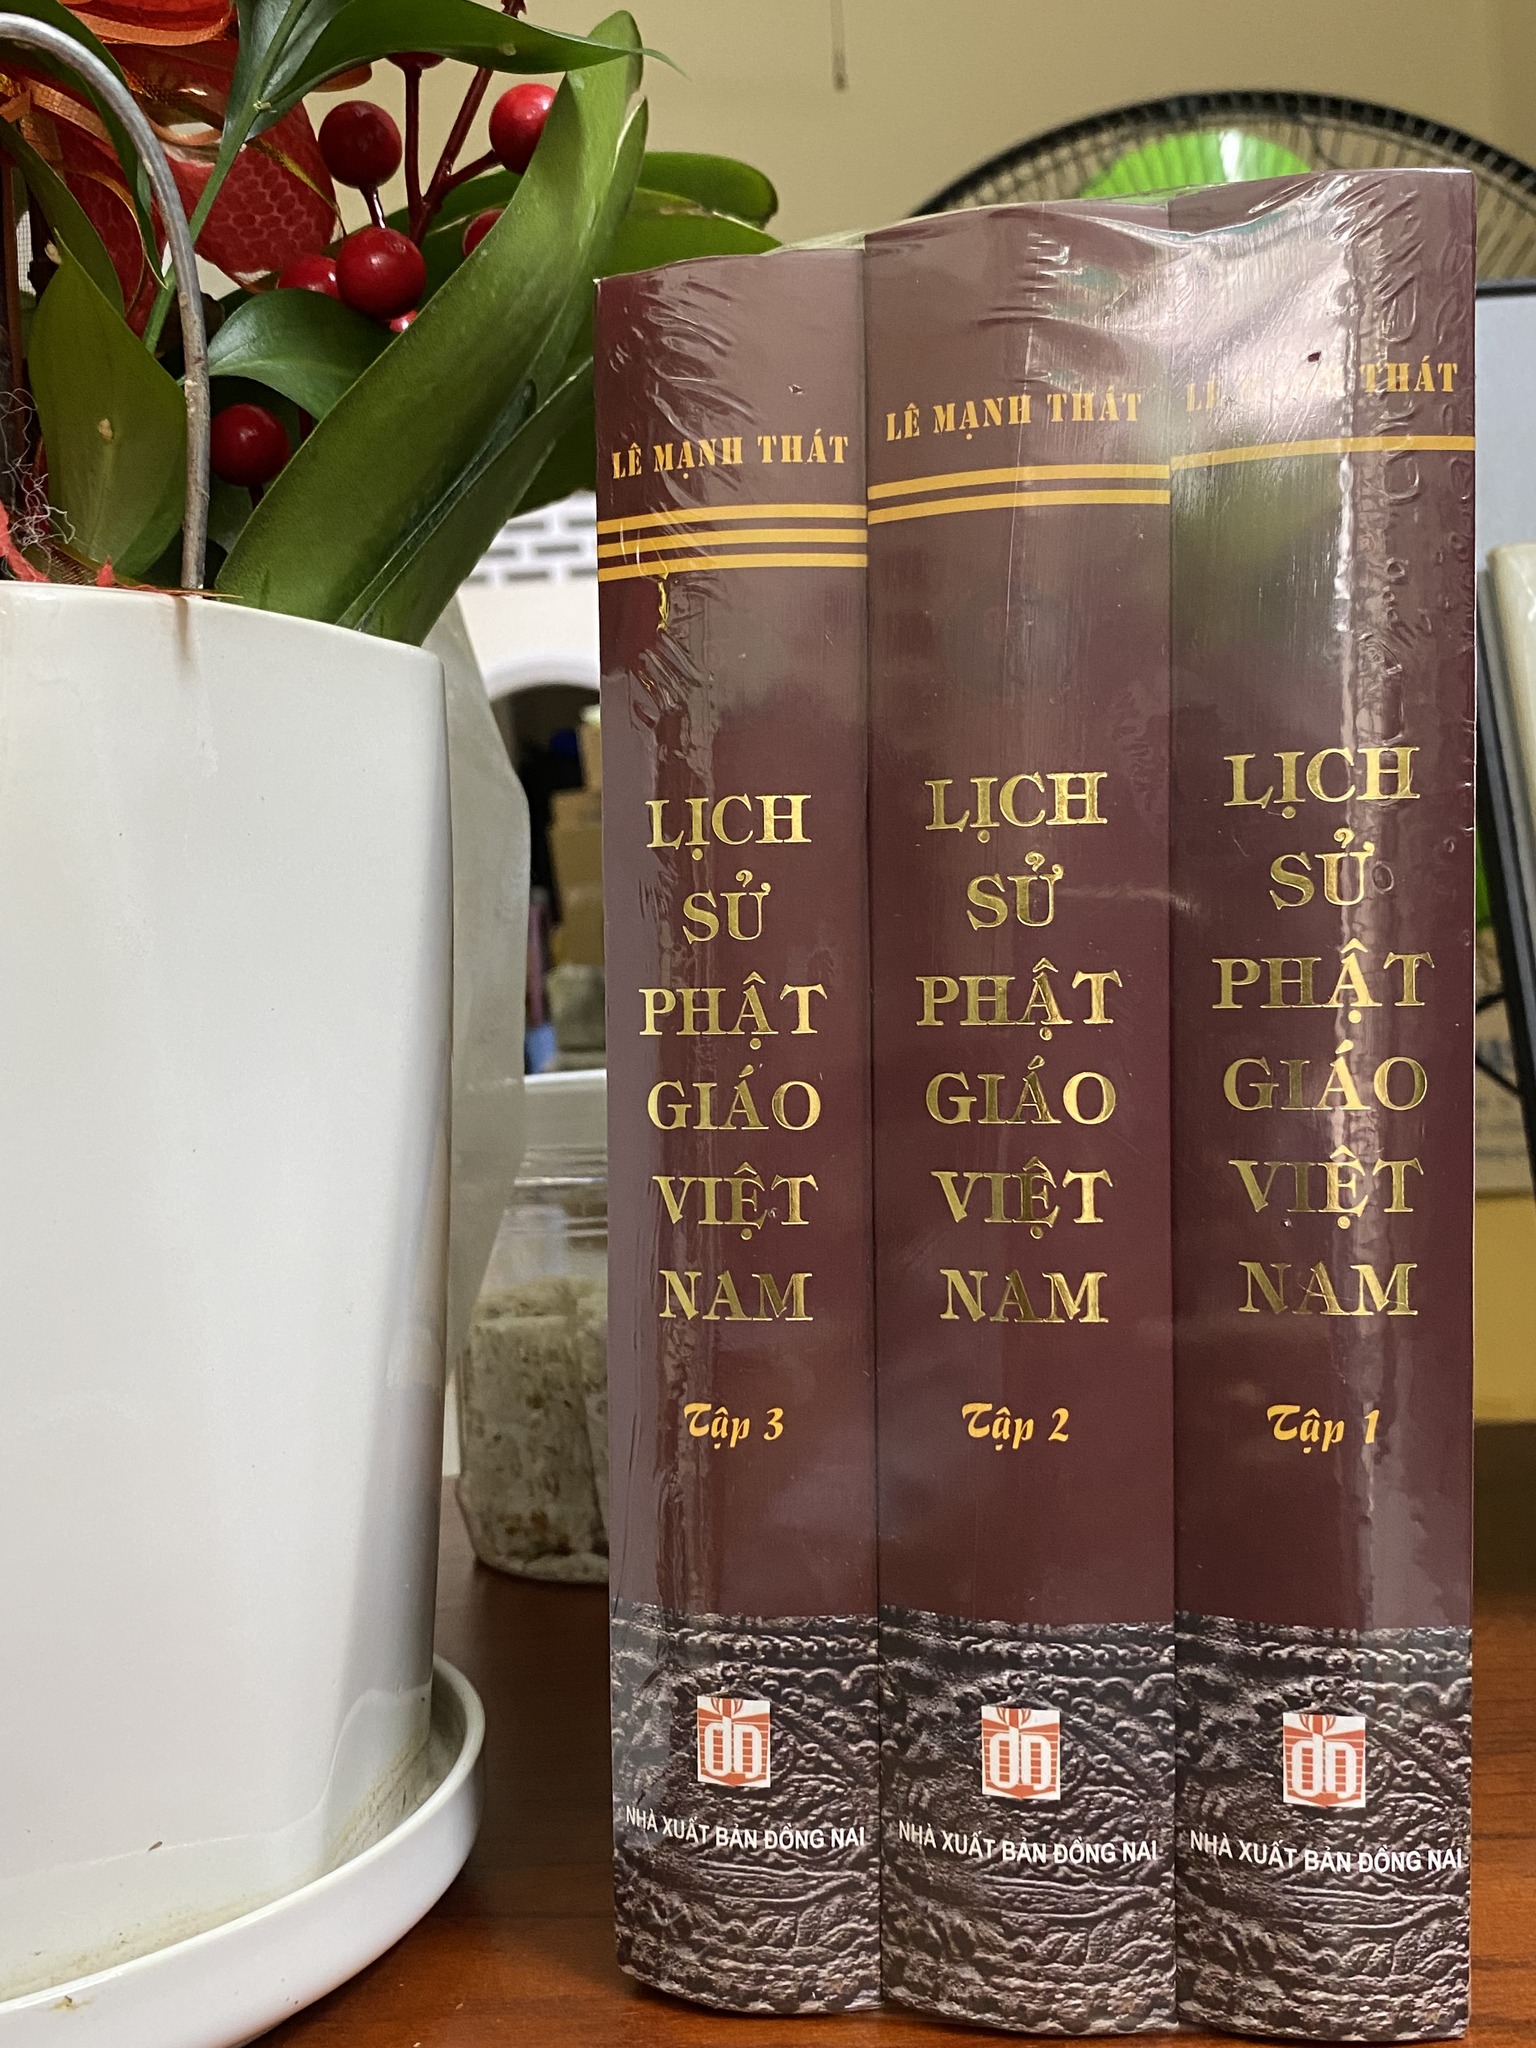 LÊ MẠNH THÁT
LỊCH
SỬ
PHẬT
GIÁO
VIỆT
NAM
Tập 3
NHÀ XUẤT BẢN ĐỒNG NAI
LÊ MẠNH THÁT
LỊCH
SỬ
PHẬT
GIÁO
VIỆT
NAM
Tập 2
NHÀ XUẤT BẢN ĐỒNG NAI
LÊ MẠNH THÁT
LỊCH
SỬ
PHẬT
GIÁO
VIỆT
NAM
Tập 1
NHÀ XUẤT BẢN ĐỒNG NAI